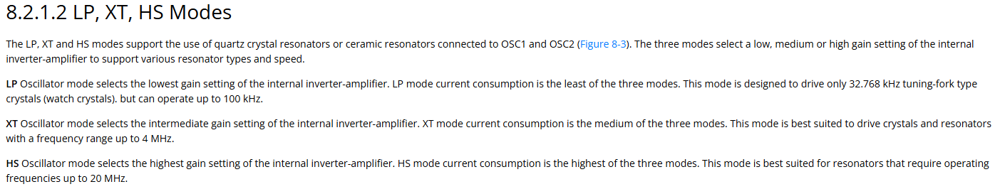 8.2.1.2 LP, XT, HS Modes
The LP, XT and HS modes support the use of quartz crystal resonators or ceramic resonators connected to OSC1 and OSC2 (Figure 8-3). The three modes select a low, medium or high gain setting of the internal
inverter-amplifier to support various resonator types and speed.
LP Oscillator mode selects the lowest gain setting of the internal inverter-amplifier. LP mode current consumption is the least of the three modes. This mode is designed to drive only 32.768 kHz tuning-fork type
crystals (watch crystals). but can operate up to 100 kHz.
XT Oscillator mode selects the intermediate gain setting of the internal inverter-amplifier. XT mode current consumption is the medium of the three modes. This mode is best suited to drive crystals and resonators
with a frequency range up to 4 MHz.
HS Oscillator mode selects the highest gain setting of the internal inverter-amplifier. HS mode current consumption is the highest of the three modes. This mode is best suited for resonators that require operating
frequencies up to 20 MHz.